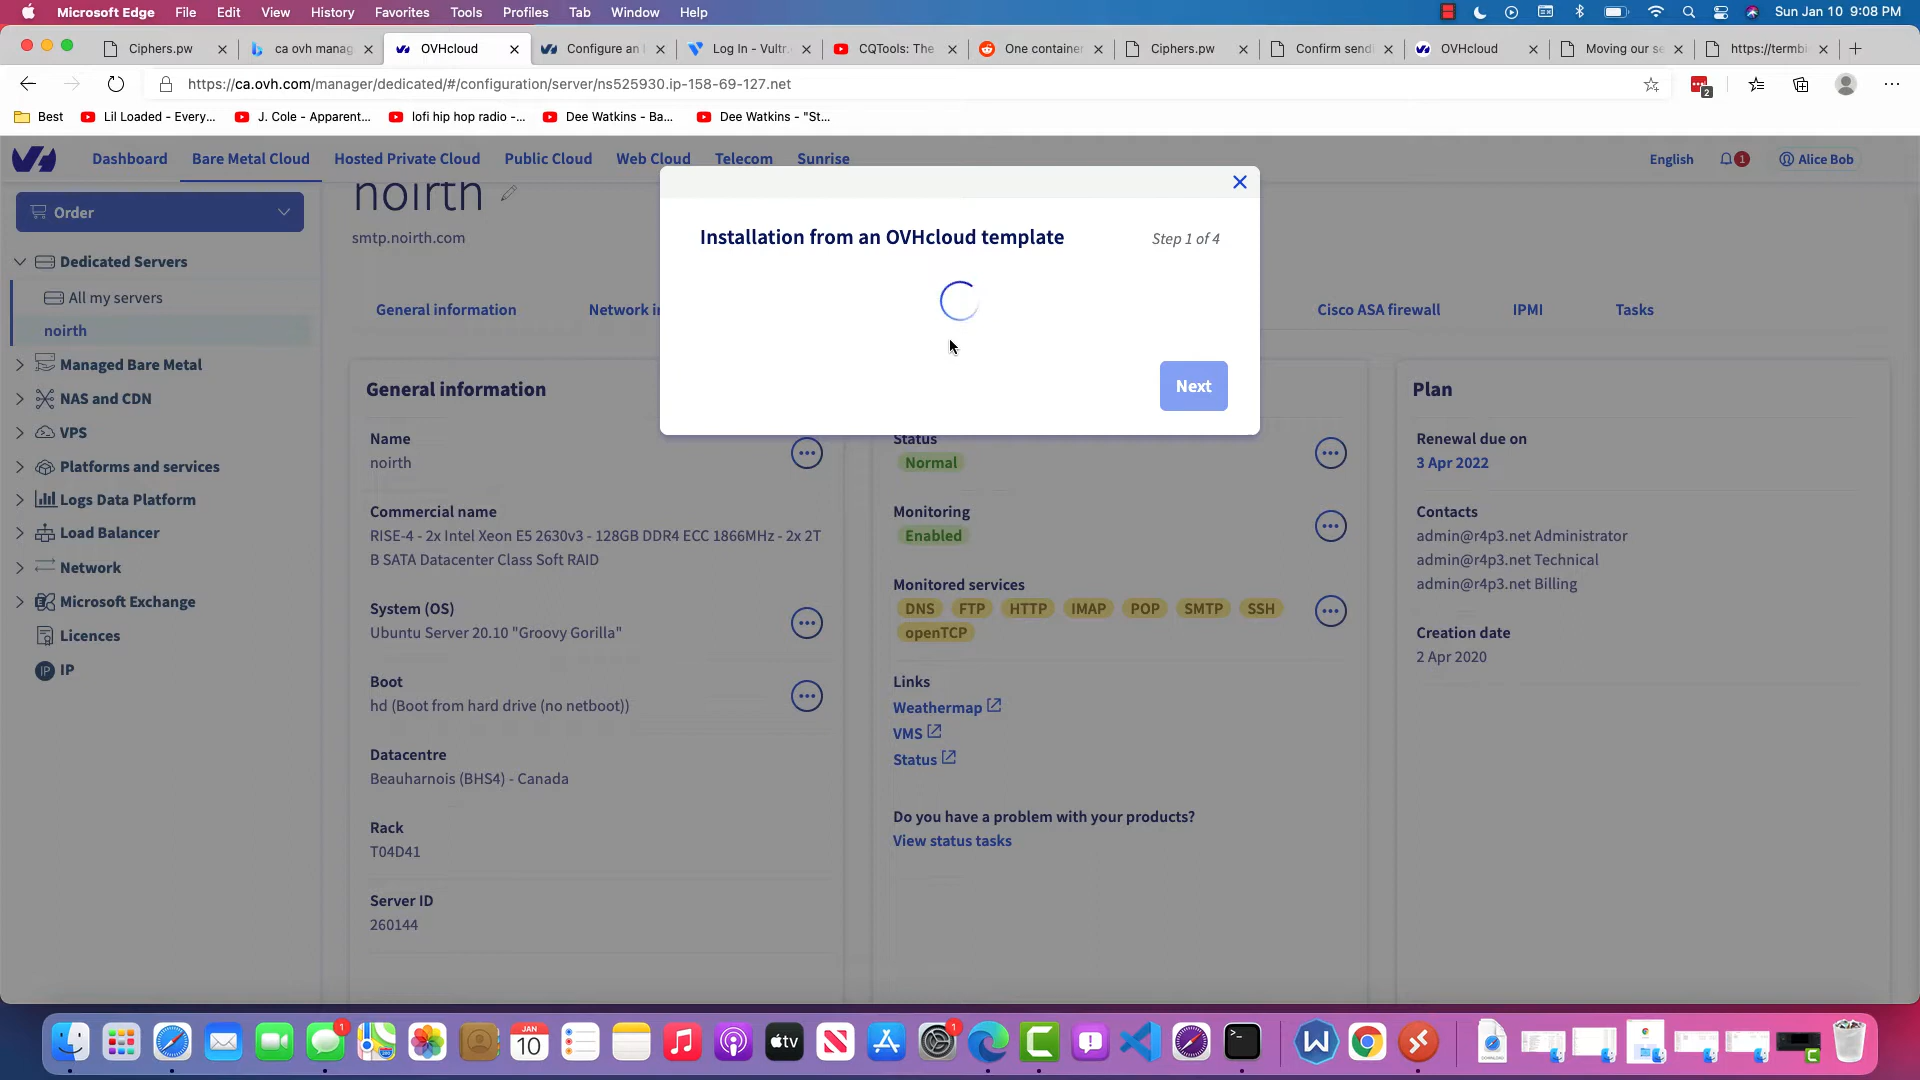 Microsoft Edge File Edit View History Favorites Tools Profiles Tab Window Help Sun Jan 10 9:08 PM
Ciphers.pw ca ovh manag OVHcloud Configure an Log In - Vultr. CQTools: The One container Ciphers.pw Confirm send OVHcloud Moving our se https://termbi
https://ca.ovh.com/manager/dedicated/#/configuration/server/ns525930.ip-158-69-127.net
2
Best Lil Loaded - Every... J. Cole - Apparent... lofi hip hop radio -... Dee Watkins - Ba... Dee Watkins - "St...
Dashboard Bare Metal Cloud Hosted Private Cloud Public Cloud Web Cloud Telecom Sunrise English 1 Alice Bob
Order
Dedicated Servers
All my servers
noirth
Managed Bare Metal
NAS and CDN
VPS
Platforms and services
Logs Data Platform
Load Balancer
Network
Microsoft Exchange
Licences
IP IP
noirth
smtp.noirth.com
General information Network in Cisco ASA firewall IPMI Tasks
Installation from an OVHcloud template Step 1 of 4
Next
General information
Name
noirth
Commercial name
RISE-4 - 2x Intel Xeon E5 2630v3 - 128GB DDR4 ECC 1866MHz - 2x 2T
B SATA Datacenter Class Soft RAID
System (OS)
Ubuntu Server 20.10 "Groovy Gorilla"
Boot
hd (Boot from hard drive (no netboot))
Datacentre
Beauharnois (BHS4) - Canada
Rack
T04D41
Server ID
260144
Status
Normal
Monitoring
Enabled
Monitored services
DNS FTP HTTP IMAP POP SMTP SSH
openTCP
Links
Weathermap
VMS
Status
Do you have a problem with your products?
View status tasks
Plan
Renewal due on
3 Apr 2022
Contacts
admin@r4p3.net Administrator
admin@r4p3.net Technical
admin@r4p3.net Billing
Creation date
2 Apr 2020
1 JAN 10 tv 1